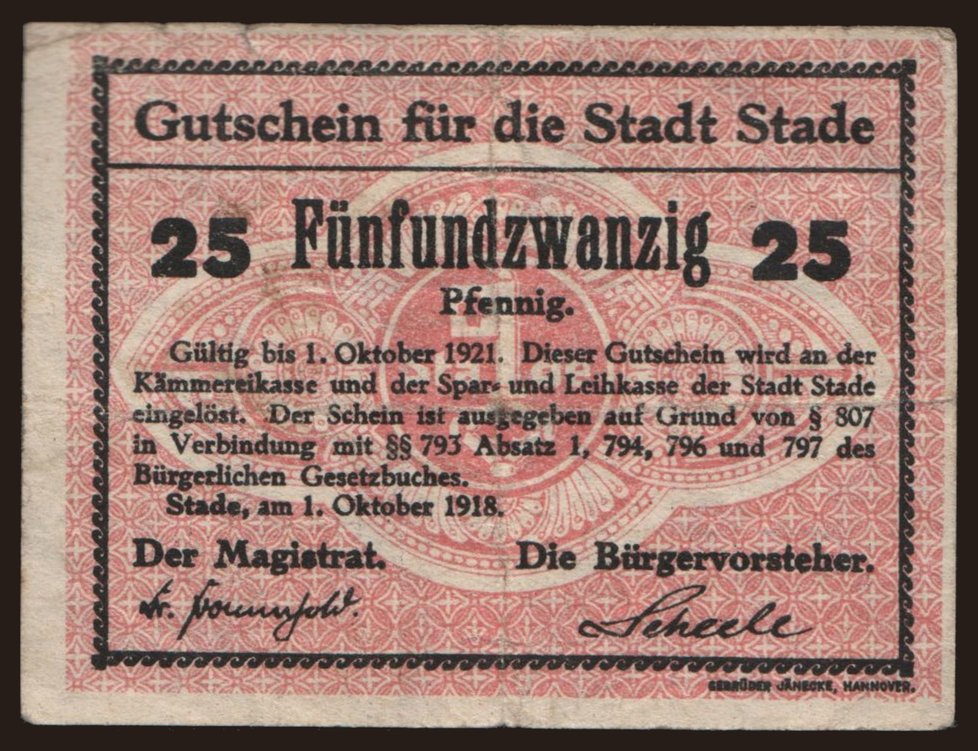 Gutschein für die Stadt Stade
25 Fünfundzwanzig 25
Pfennig.
Gültig bis 1. Oktober 1921. Dieser Gutschein wird an der
Kämmereikasse und der Spar- und Leihkasse der Stadt Stade
eingelöst. Der Schein ist ausgegeben auf Grund von § 807
in Verbindung mit §§ 793 Absatz 1, 794, 796 und 797 des
Bürgerlichen Gesetzbuches.
Stade, am 1. Oktober 1918.
Der Magistrat. Die Bürgervorsteher.
Dr. Scheele
GEBRÜDER JÄNECKE, HANNOVER.